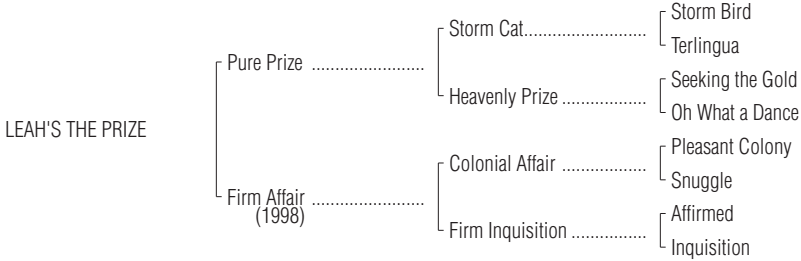 Storm Bird
Storm Cat..........................
Terlingua
Pure Prize ........................
Seeking the Gold
Heavenly Prize ..................
Oh What a Dance
LEAH'S THE PRIZE
Pleasant Colony
Colonial Affair ..................
Snuggle
Firm Affair ........................
(1998)
Affirmed
Firm Inquisition ................
Inquisition